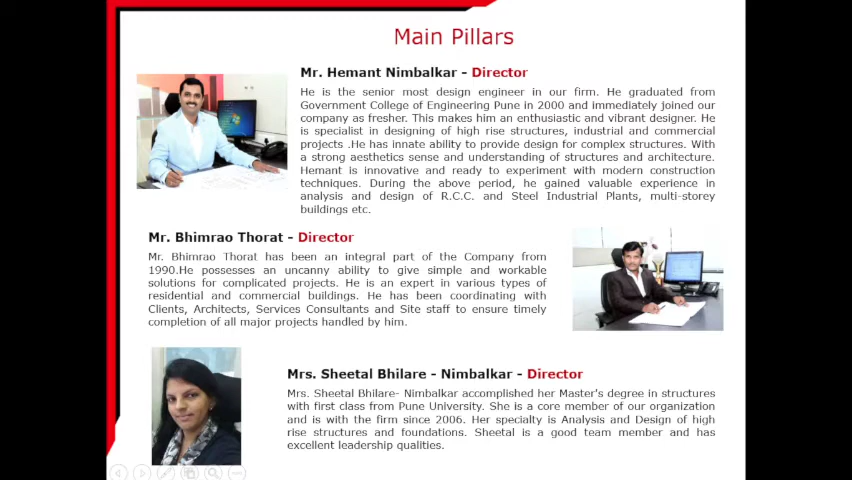 Main Pillars
Mr. Hemant Nimbalkar - Director
He is the senior most design engineer in our firm. He graduated from
Government College of Engineering Pune in 2000 and immediately joined our
company as fresher. This makes him an enthusiastic and vibrant designer. He
is specialist in designing of high rise structures, industrial and commercial
projects .He has innate ability to provide design for complex structures. With
a strong aesthetics sense and understanding of structures and architecture.
Hemant is innovative and ready to experiment with modern construction
techniques. During the above period, he gained valuable experience in
analysis and design of R.C.C. and Steel Industrial Plants, multi-storey
buildings etc.
Mr. Bhimrao Thorat - Director
Mr. Bhimrao Thorat has been an integral part of the Company from
1990.He possesses an uncanny ability to give simple and workable
solutions for complicated projects. He is an expert in various types of
residential and commercial buildings. He has been coordinating with
Clients, Architects, Services Consultants and Site staff to ensure timely
completion of all major projects handled by him.
Mrs. Sheetal Bhilare - Nimbalkar - Director
Mrs. Sheetal Bhilare- Nimbalkar accomplished her Master's degree in structures
with first class from Pune University. She is a core member of our organization
and is with the firm since 2006. Her specialty is Analysis and Design of high
rise structures and foundations. Sheetal is a good team member and has
excellent leadership qualities.